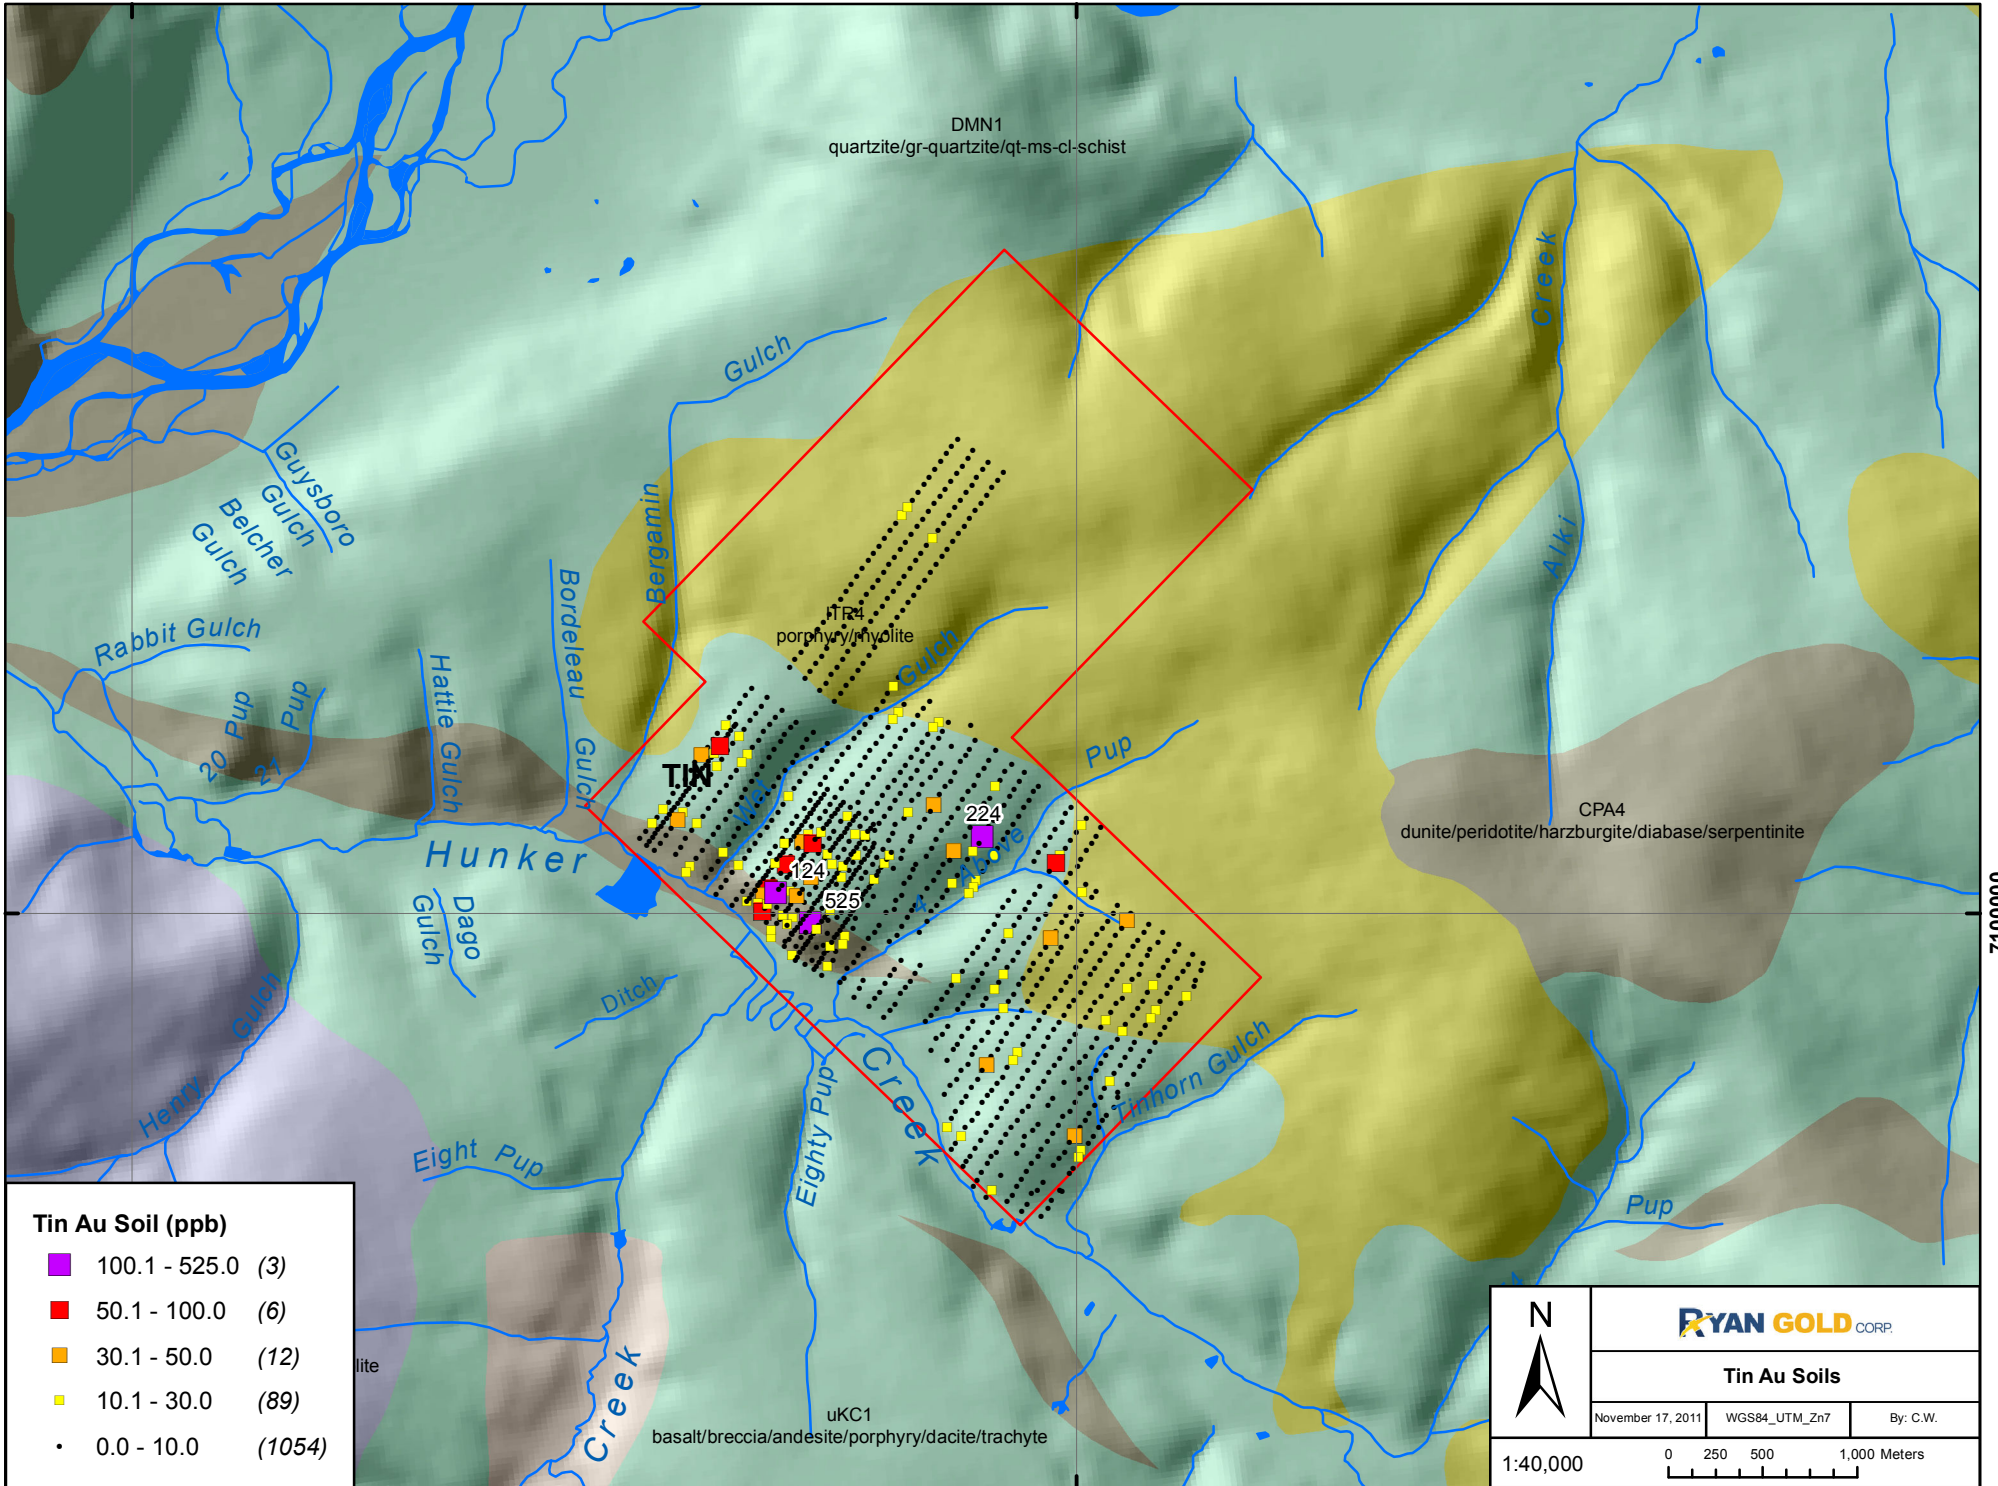 DMN1
quartzite/gr-quartzite/qt-ms-cl-schist
Creek
Gulch
Guysboro
Gulch
Belcher
Gulch
Bergamin
Alki
Bordeleau
Gulch
ITR4
porphyry/rhyolite
Gulch
Rabbit Gulch
Hattie Gulch
20 Pup
21 Pup
Pup
TIN
Wet
224
CPA4
dunite/peridotite/harzburgite/diabase/serpentinite
Hunker
124
4 Above
525
7100000
Dago
Gulch
Ditch
Gulch
Henry
Creek
Eighty Pup
Tinhorn Gulch
Eight Pup
Pup
Creek
lite
uKC1
basalt/breccia/andesite/porphyry/dacite/trachyte
Tin Au Soil (ppb)
100.1 - 525.0 (3)
50.1 - 100.0 (6)
30.1 - 50.0 (12)
10.1 - 30.0 (89)
0.0 - 10.0 (1054)
N
RYAN GOLD CORP.
Tin Au Soils
November 17, 2011 WGS84_UTM_Zn7 By: C.W.
1:40,000
0 250 500 1,000 Meters